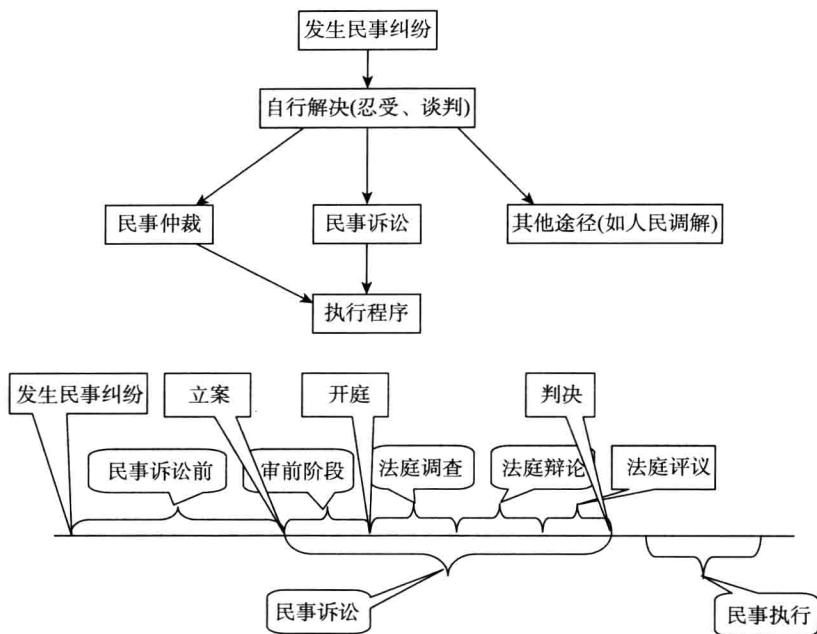 发生民事纠纷
自行解决(忍受、谈判)
民事仲裁
民事诉讼
其他途径(如人民调解)
执行程序
发生民事纠纷
立案
开庭
判决
民事诉讼前
审前阶段
法庭调查
法庭辩论
法庭评议
民事诉讼
民事执行